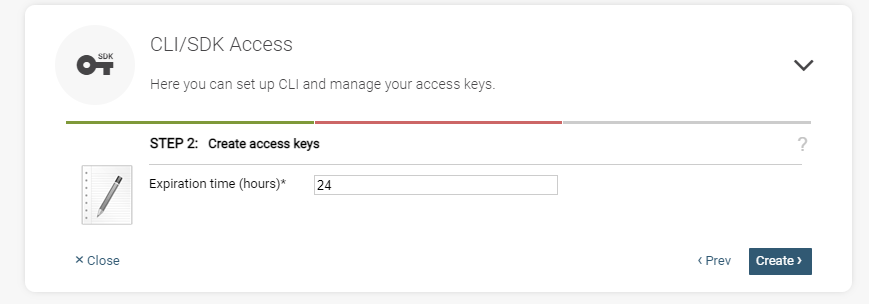 SDK
CLI/SDK Access
Here you can set up CLI and manage your access keys.
STEP 2: Create access keys
?
Expiration time (hours)* 24
× Close
‹ Prev
Create ›